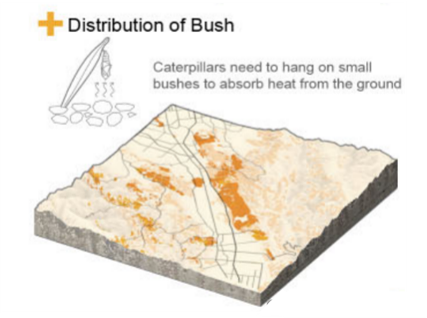 Distribution of Bush
Caterpillars need to hang on small
bushes to absorb heat from the ground